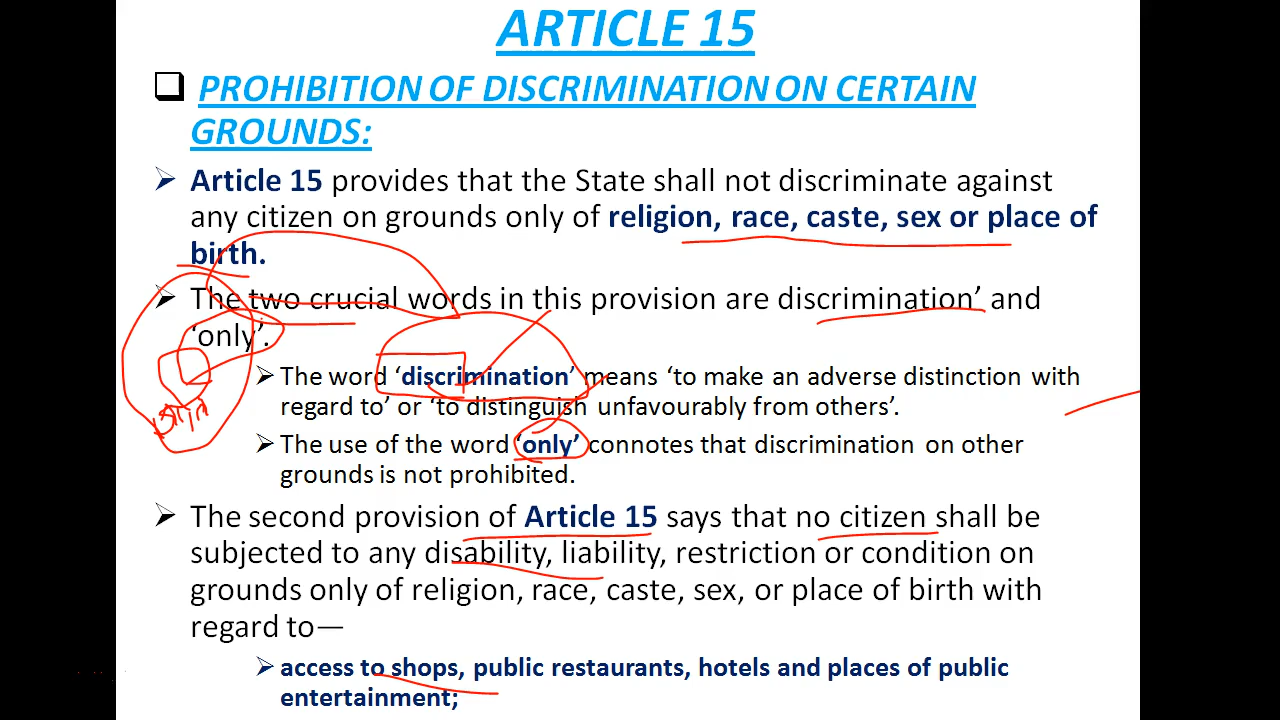 ARTICLE 15
PROHIBITION OF DISCRIMINATION ON CERTAIN
GROUNDS:
Article 15 provides that the State shall not discriminate against
any citizen on grounds only of religion, race, caste, sex or place of
birth.
The two crucial words in this provision are discrimination’ and
‘only’.
The word ‘discrimination’ means ‘to make an adverse distinction with
regard to’ or ‘to distinguish unfavourably from others’.
The use of the word ‘only’ connotes that discrimination on other
grounds is not prohibited.
The second provision of Article 15 says that no citizen shall be
subjected to any disability, liability, restriction or condition on
grounds only of religion, race, caste, sex, or place of birth with
regard to—
access to shops, public restaurants, hotels and places of public
entertainment;